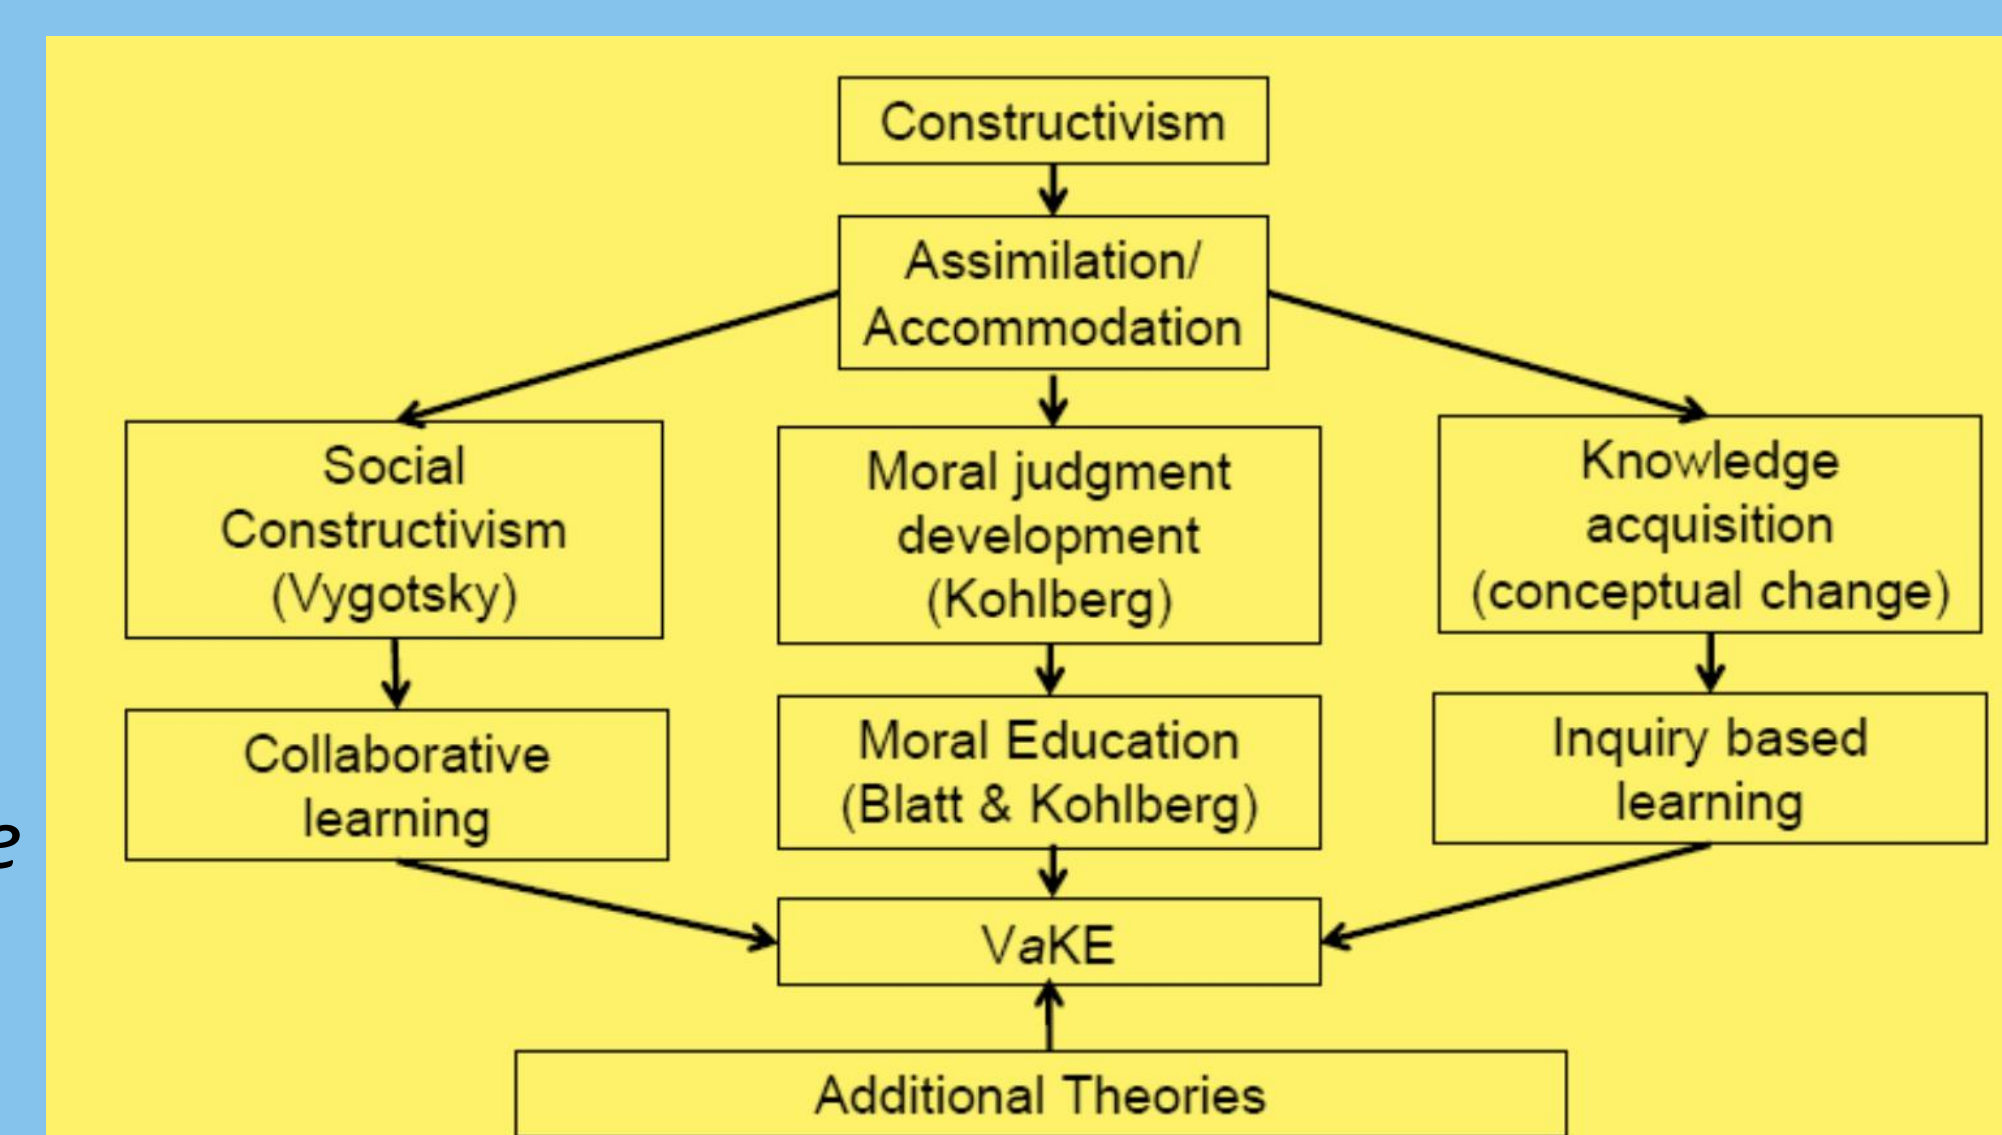 Constructivism
Assimilation/
Accommodation
Social
Constructivism
(Vygotsky)
Moral judgment
development
(Kohlberg)
Knowledge
acquisition
(conceptual change)
Collaborative
learning
Moral Education
(Blatt & Kohlberg)
Inquiry based
learning
e
VaKE
Additional Theories